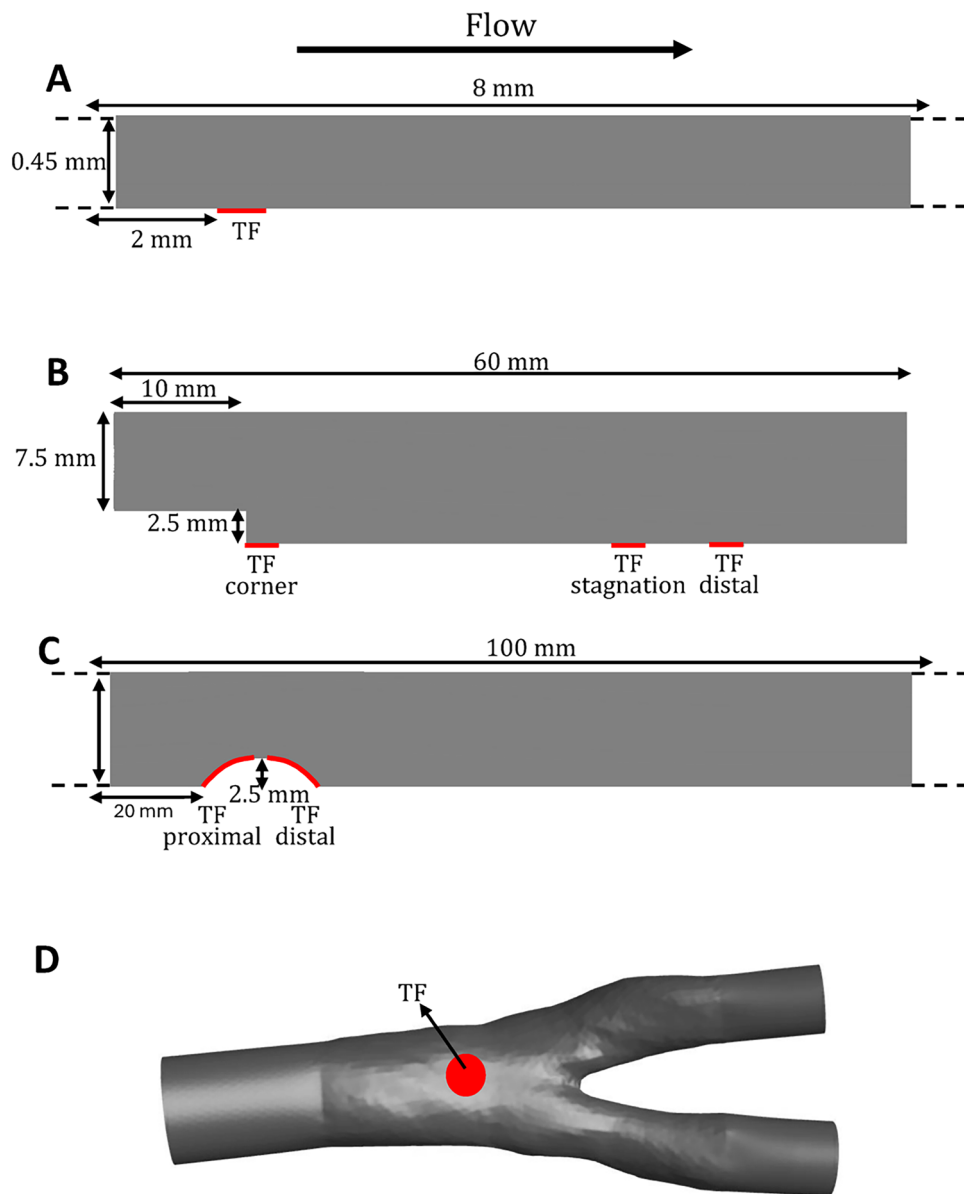 Flow
A
8 mm
0.45 mm
2 mm
TF
B
60 mm
10 mm
7.5 mm
2.5 mm
TF
corner
TF
stagnation
TF
distal
C
100 mm
20 mm
2.5 mm
TF
proximal
TF
distal
D
TF